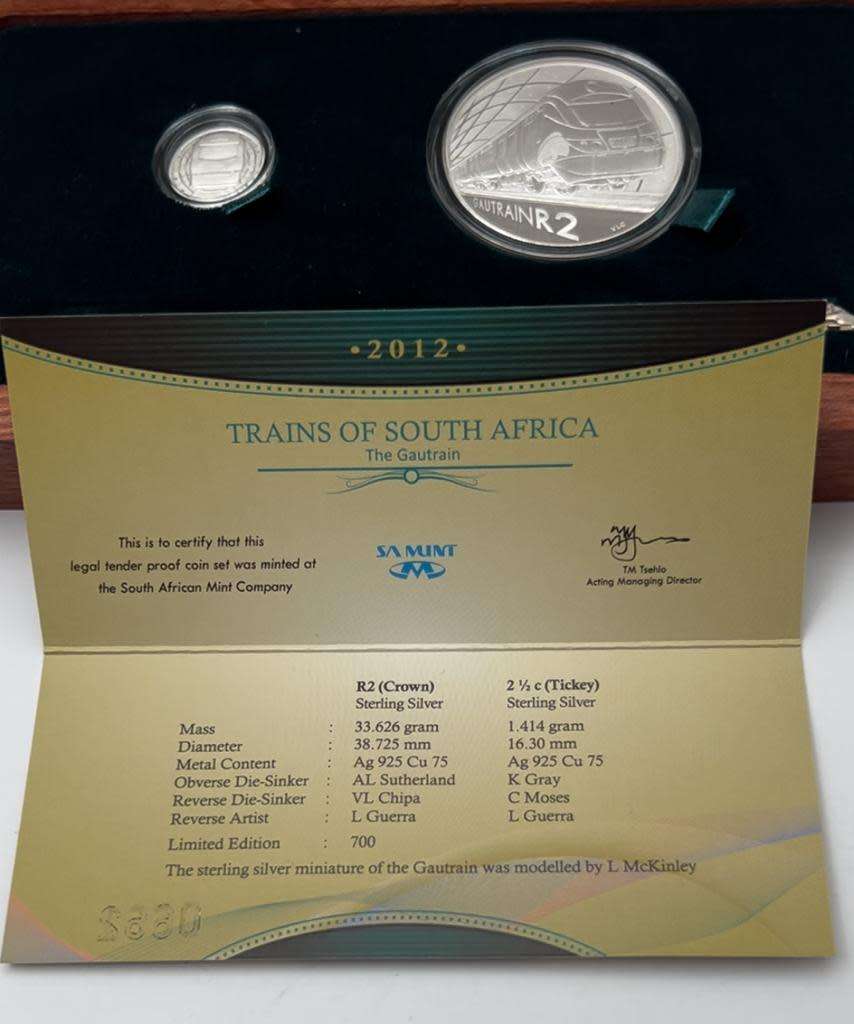 GAUTRAIN R2
VLC
•2012•
TRAINS OF SOUTH AFRICA
The Gautrain
This is to certify that this
legal tender proof coin set was minted at
the South African Mint Company
SA MINT
TM Tsehlo
Acting Managing Director
R2 (Crown) 2 ½ c (Tickey)
Sterling Silver Sterling Silver
Mass : 33.626 gram 1.414 gram
Diameter : 38.725 mm 16.30 mm
Metal Content : Ag 925 Cu 75 Ag 925 Cu 75
Obverse Die-Sinker : AL Sutherland K Gray
Reverse Die-Sinker : VL Chipa C Moses
Reverse Artist : L Guerra L Guerra
Limited Edition : 700
The sterling silver miniature of the Gautrain was modelled by L McKinley